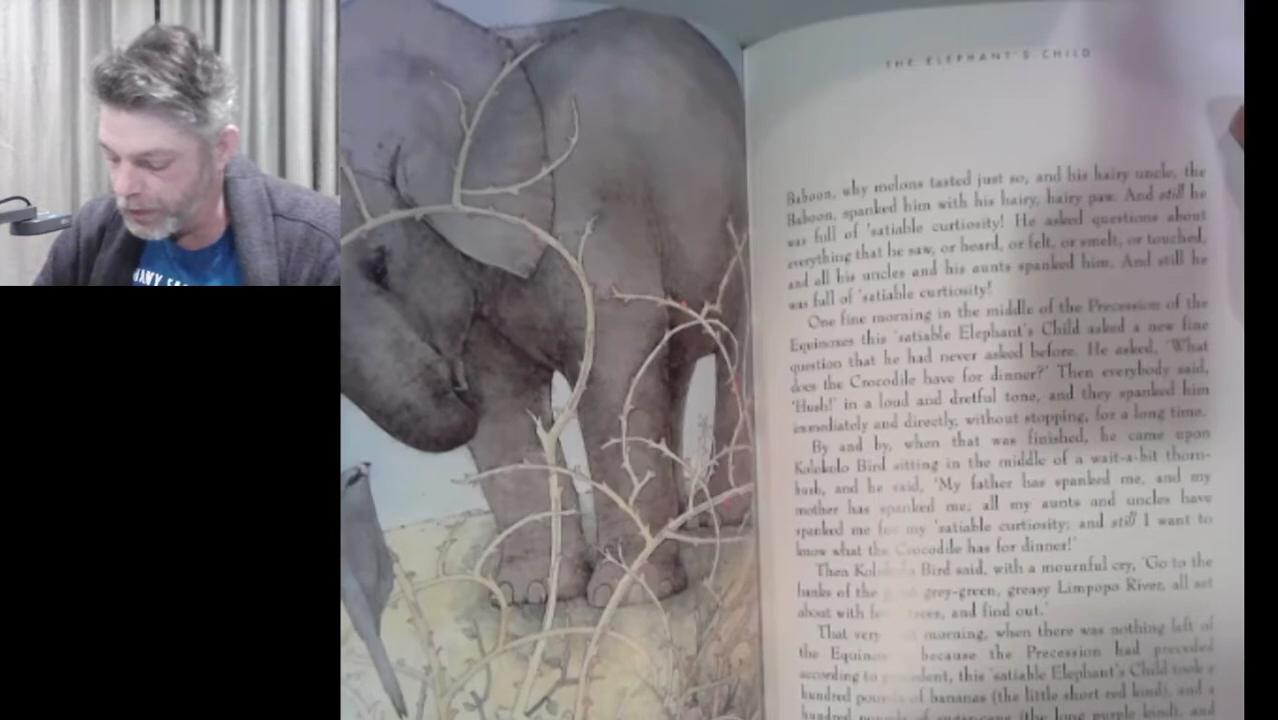 THE ELEPHANT'S CHILD
Baboon, why melons tasted just so, and his hairy uncle, the
Baboon, spanked him with his hairy, hairy paw. And still he
was full of 'satiable curtiosity! He asked questions about
everything that he saw, or heard, or felt, or smelt, or touched,
and all his uncles and his aunts spanked him. And still he
was full of 'satiable curtiosity!
One fine morning in the middle of the Precession of the
Equinoxes this 'satiable Elephant's Child asked a new fine
question that he had never asked before. He asked, 'What
does the Crocodile have for dinner?' Then everybody said,
'Hush!' in a loud and dretful tone, and they spanked him
immediately and directly, without stopping, for a long time.
By and by, when that was finished, he came upon
Kolokolo Bird sitting in the middle of a wait-a-bit thorn-
bush, and he said, 'My father has spanked me, and my
mother has spanked me; all my aunts and uncles have
spanked me for my 'satiable curtiosity; and still I want to
know what the Crocodile has for dinner!'
Then Bird said, with a mournful cry, 'Go to the
banks of the grey-green, greasy Limpopo River, all set
about with trees, and find out.'
That very morning, when there was nothing left of
the because the Precession had preceded
according to this 'satiable Elephant's Child took a
hundred of bananas (the little short red kind), and a
hundred pounds of sugar-cane (the long purple kind), and